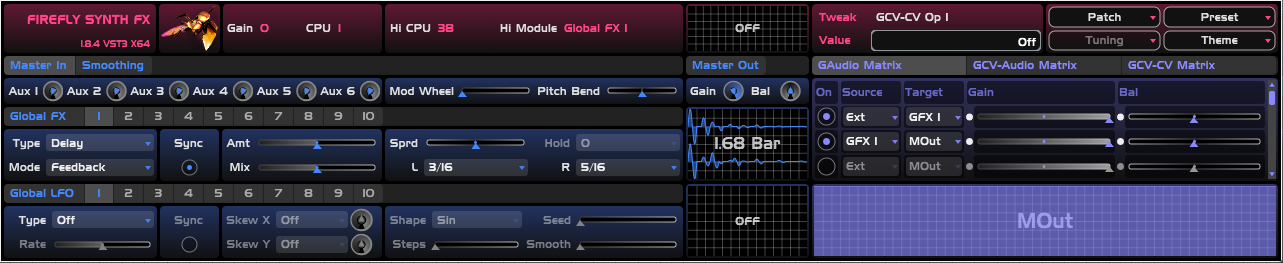 FIREFLY SYNTH FX
1.8.4 VST3 X64
Gain 0 CPU 1 Hi CPU 38 Hi Module Global FX 1
OFF
Tweak GCV-CV Op 1
Value Off
Patch Preset
Tuning Theme
Master In Smoothing
Aux 1 Aux 2 Aux 3 Aux 4 Aux 5 Aux 6 Mod Wheel Pitch Bend
Master Out
Gain Bal
Global FX 1 2 3 4 5 6 7 8 9 10
Type Delay Sync Amt Sprd Hold 0
Mode Feedback Mix L 3/16 R 5/16
1.68 Bar
Global LFO 1 2 3 4 5 6 7 8 9 10
Type Off Sync Skew X Off Shape Sin Seed
Rate Skew Y Off Steps Smooth
OFF
GAudio Matrix GCV-Audio Matrix GCV-CV Matrix
On Source Target Gain Bal
Ext GFX 1
GFX 1 MOut
Ext MOut
MOut